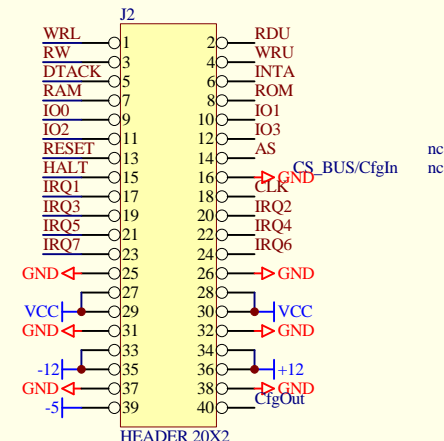 J2
WRL 1 2 RDU
RW 3 4 WRU
DTACK 5 6 INTA
RAM 7 8 ROM
IO0 9 10 IO1
IO2 11 12 IO3
RESET 13 14 AS nc
HALT 15 16 GND CS_BUS/CfgIn nc
IRQ1 17 18 CLK
IRQ3 19 20 IRQ2
IRQ5 21 22 IRQ4
IRQ7 23 24 IRQ6
GND 25 26 GND
27 28
VCC 29 30 VCC
GND 31 32 GND
33 34
-12 35 36 +12
GND 37 38 GND
-5 39 40 CfgOut
HEADER 20X2